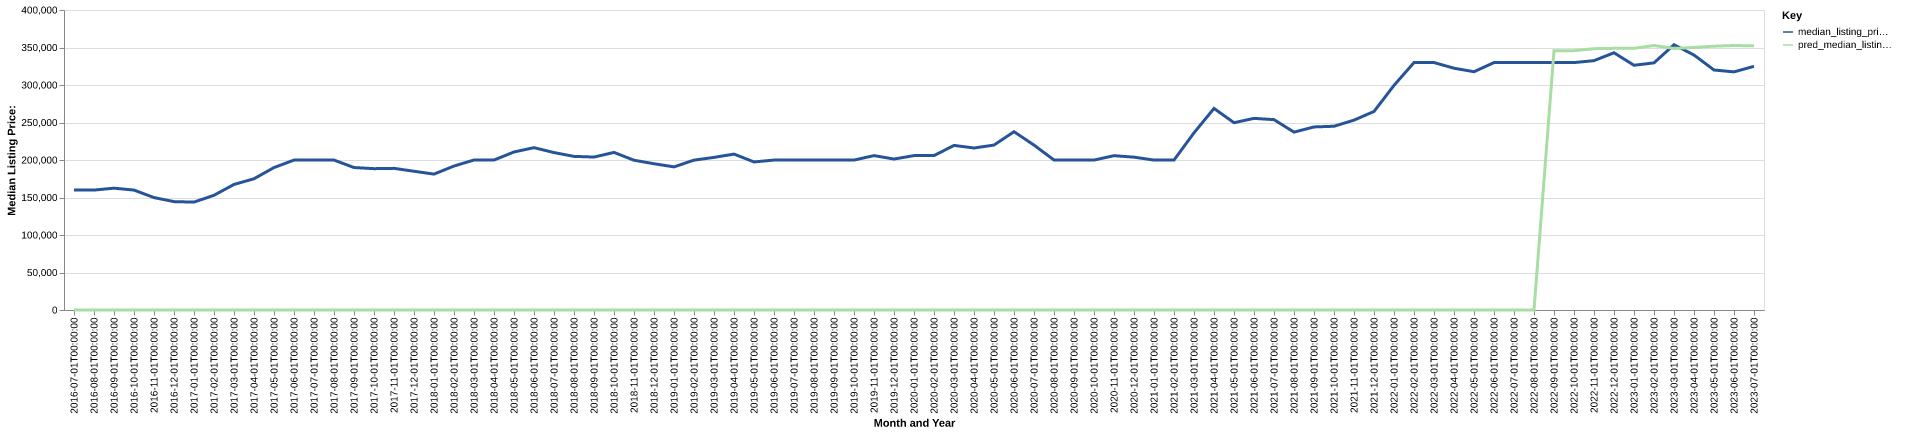 400,000
350,000
300,000
250,000
200,000
150,000
100,000
50,000
0
Median Listing Price:
2016-07-01T00:00:00
2016-08-01T00:00:00
2016-09-01T00:00:00
2016-10-01T00:00:00
2016-11-01T00:00:00
2016-12-01T00:00:00
2017-01-01T00:00:00
2017-02-01T00:00:00
2017-03-01T00:00:00
2017-04-01T00:00:00
2017-05-01T00:00:00
2017-06-01T00:00:00
2017-07-01T00:00:00
2017-08-01T00:00:00
2017-09-01T00:00:00
2017-10-01T00:00:00
2017-11-01T00:00:00
2017-12-01T00:00:00
2018-01-01T00:00:00
2018-02-01T00:00:00
2018-03-01T00:00:00
2018-04-01T00:00:00
2018-05-01T00:00:00
2018-06-01T00:00:00
2018-07-01T00:00:00
2018-08-01T00:00:00
2018-09-01T00:00:00
2018-10-01T00:00:00
2018-11-01T00:00:00
2018-12-01T00:00:00
2019-01-01T00:00:00
2019-02-01T00:00:00
2019-03-01T00:00:00
2019-04-01T00:00:00
2019-05-01T00:00:00
2019-06-01T00:00:00
2019-07-01T00:00:00
2019-08-01T00:00:00
2019-09-01T00:00:00
2019-10-01T00:00:00
2019-11-01T00:00:00
2019-12-01T00:00:00
2020-01-01T00:00:00
2020-02-01T00:00:00
2020-03-01T00:00:00
2020-04-01T00:00:00
2020-05-01T00:00:00
2020-06-01T00:00:00
2020-07-01T00:00:00
2020-08-01T00:00:00
2020-09-01T00:00:00
2020-10-01T00:00:00
2020-11-01T00:00:00
2020-12-01T00:00:00
2021-01-01T00:00:00
2021-02-01T00:00:00
2021-03-01T00:00:00
2021-04-01T00:00:00
2021-05-01T00:00:00
2021-06-01T00:00:00
2021-07-01T00:00:00
2021-08-01T00:00:00
2021-09-01T00:00:00
2021-10-01T00:00:00
2021-11-01T00:00:00
2021-12-01T00:00:00
2022-01-01T00:00:00
2022-02-01T00:00:00
2022-03-01T00:00:00
2022-04-01T00:00:00
2022-05-01T00:00:00
2022-06-01T00:00:00
2022-07-01T00:00:00
2022-08-01T00:00:00
2022-09-01T00:00:00
2022-10-01T00:00:00
2022-11-01T00:00:00
2022-12-01T00:00:00
2023-01-01T00:00:00
2023-02-01T00:00:00
2023-03-01T00:00:00
2023-04-01T00:00:00
2023-05-01T00:00:00
2023-06-01T00:00:00
2023-07-01T00:00:00
Month and Year
Key
median_listing_pri…
pred_median_listin…